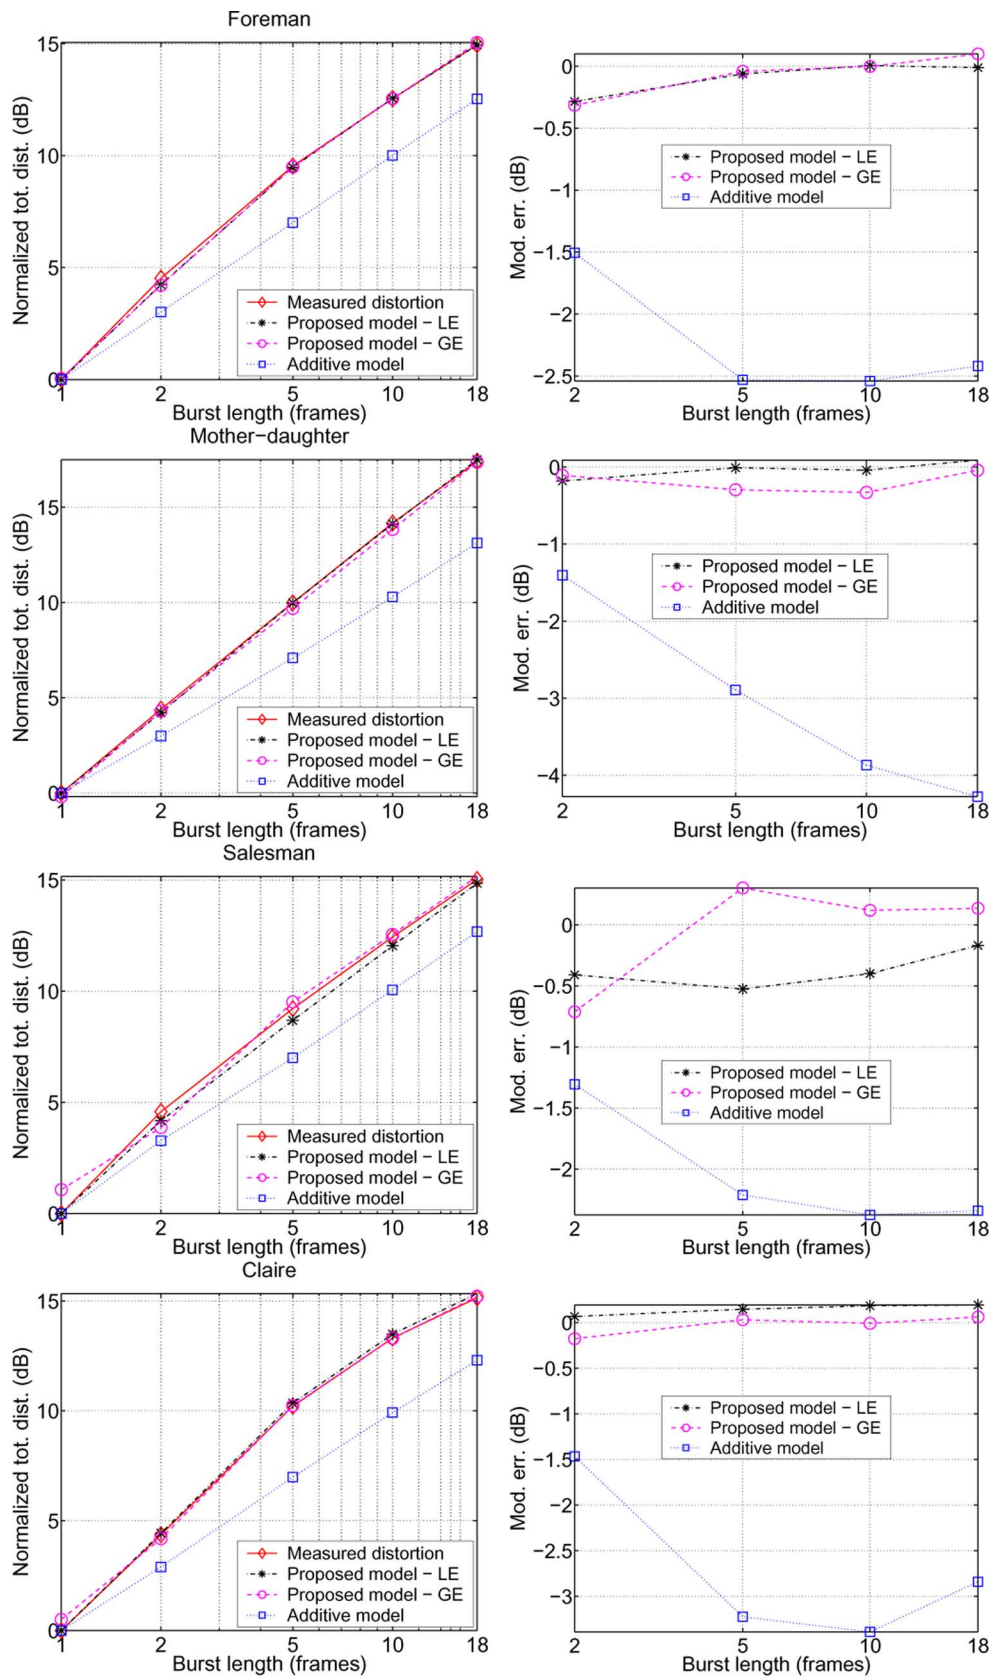 Foreman
Normalized tot. dist. (dB)
15
10
5
0
1 2 5 10 18
Burst length (frames)
Measured distortion
Proposed model − LE
Proposed model − GE
Additive model
Mod. err. (dB)
0
−0.5
−1
−1.5
−2
−2.5
2 5 10 18
Burst length (frames)
Proposed model − LE
Proposed model − GE
Additive model
Mother−daughter
Normalized tot. dist. (dB)
15
10
5
0
1 2 5 10 18
Burst length (frames)
Measured distortion
Proposed model − LE
Proposed model − GE
Additive model
Mod. err. (dB)
0
−1
−2
−3
−4
2 5 10 18
Burst length (frames)
Proposed model − LE
Proposed model − GE
Additive model
Salesman
Normalized tot. dist. (dB)
15
10
5
0
1 2 5 10 18
Burst length (frames)
Measured distortion
Proposed model − LE
Proposed model − GE
Additive model
Mod. err. (dB)
0
−0.5
−1
−1.5
−2
2 5 10 18
Burst length (frames)
Proposed model − LE
Proposed model − GE
Additive model
Claire
Normalized tot. dist. (dB)
15
10
5
0
1 2 5 10 18
Burst length (frames)
Measured distortion
Proposed model − LE
Proposed model − GE
Additive model
Mod. err. (dB)
0
−0.5
−1
−1.5
−2
−2.5
−3
2 5 10 18
Burst length (frames)
Proposed model − LE
Proposed model − GE
Additive model